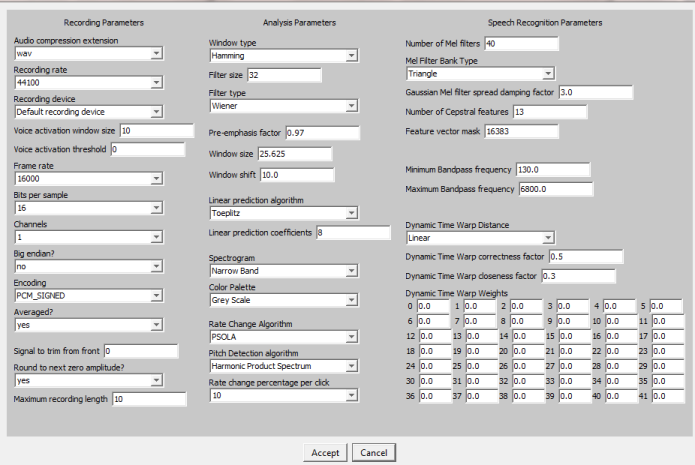 Recording Parameters
Audio compression extension
wav
Recording rate
44100
Recording device
Default recording device
Voice activation window size 10
Voice activation threshold 0
Frame rate
16000
Bits per sample
16
Channels
1
Big endian?
no
Encoding
PCM_SIGNED
Averaged?
yes
Signal to trim from front 0
Round to next zero amplitude?
yes
Maximum recording length 10
Analysis Parameters
Window type
Hamming
Filter size 32
Filter type
Wiener
Pre-emphasis factor 0.97
Window size 25.625
Window shift 10.0
Linear prediction algorithm
Toeplitz
Linear prediction coefficients 8
Spectrogram
Narrow Band
Color Palette
Grey Scale
Rate Change Algorithm
PSOLA
Pitch Detection algorithm
Harmonic Product Spectrum
Rate change percentage per click
10
Speech Recognition Parameters
Number of Mel filters 40
Mel Filter Bank Type
Triangle
Gaussian Mel filter spread damping factor 3.0
Number of Cepstral features 13
Feature vector mask 16383
Minimum Bandpass frequency 130.0
Maximum Bandpass frequency 6800.0
Dynamic Time Warp Distance
Linear
Dynamic Time Warp correctness factor 0.5
Dynamic Time Warp closeness factor 0.3
Dynamic Time Warp Weights
0 0.0 1 0.0 2 0.0 3 0.0 4 0.0 5 0.0
6 0.0 7 0.0 8 0.0 9 0.0 10 0.0 11 0.0
12 0.0 13 0.0 14 0.0 15 0.0 16 0.0 17 0.0
18 0.0 19 0.0 20 0.0 21 0.0 22 0.0 23 0.0
24 0.0 25 0.0 26 0.0 27 0.0 28 0.0 29 0.0
30 0.0 31 0.0 32 0.0 33 0.0 34 0.0 35 0.0
36 0.0 37 0.0 38 0.0 39 0.0 40 0.0 41 0.0
Accept Cancel